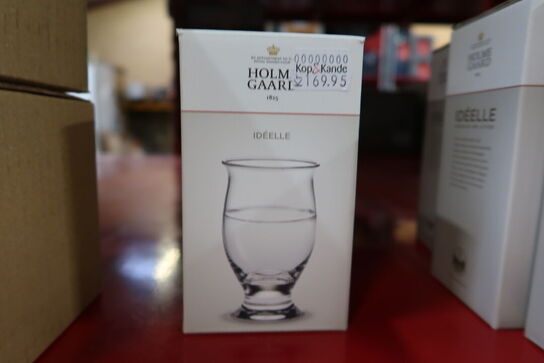 00000000
Kop&Kande
169.95
HOLM
GAARD
1825
IDÉELLE
HOLME
GAARD
IDÉELLE